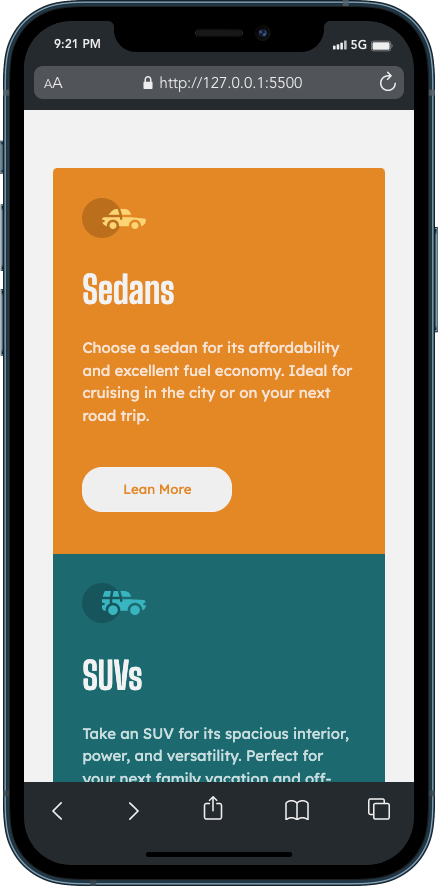 9:21 PM
5G
AA
http://127.0.0.1:5500
Sedans
Choose a sedan for its affordability
and excellent fuel economy. Ideal for
cruising in the city or on your next
road trip.
Lean More
SUVs
Take an SUV for its spacious interior,
power, and versatility. Perfect for
your next family vacation and off-